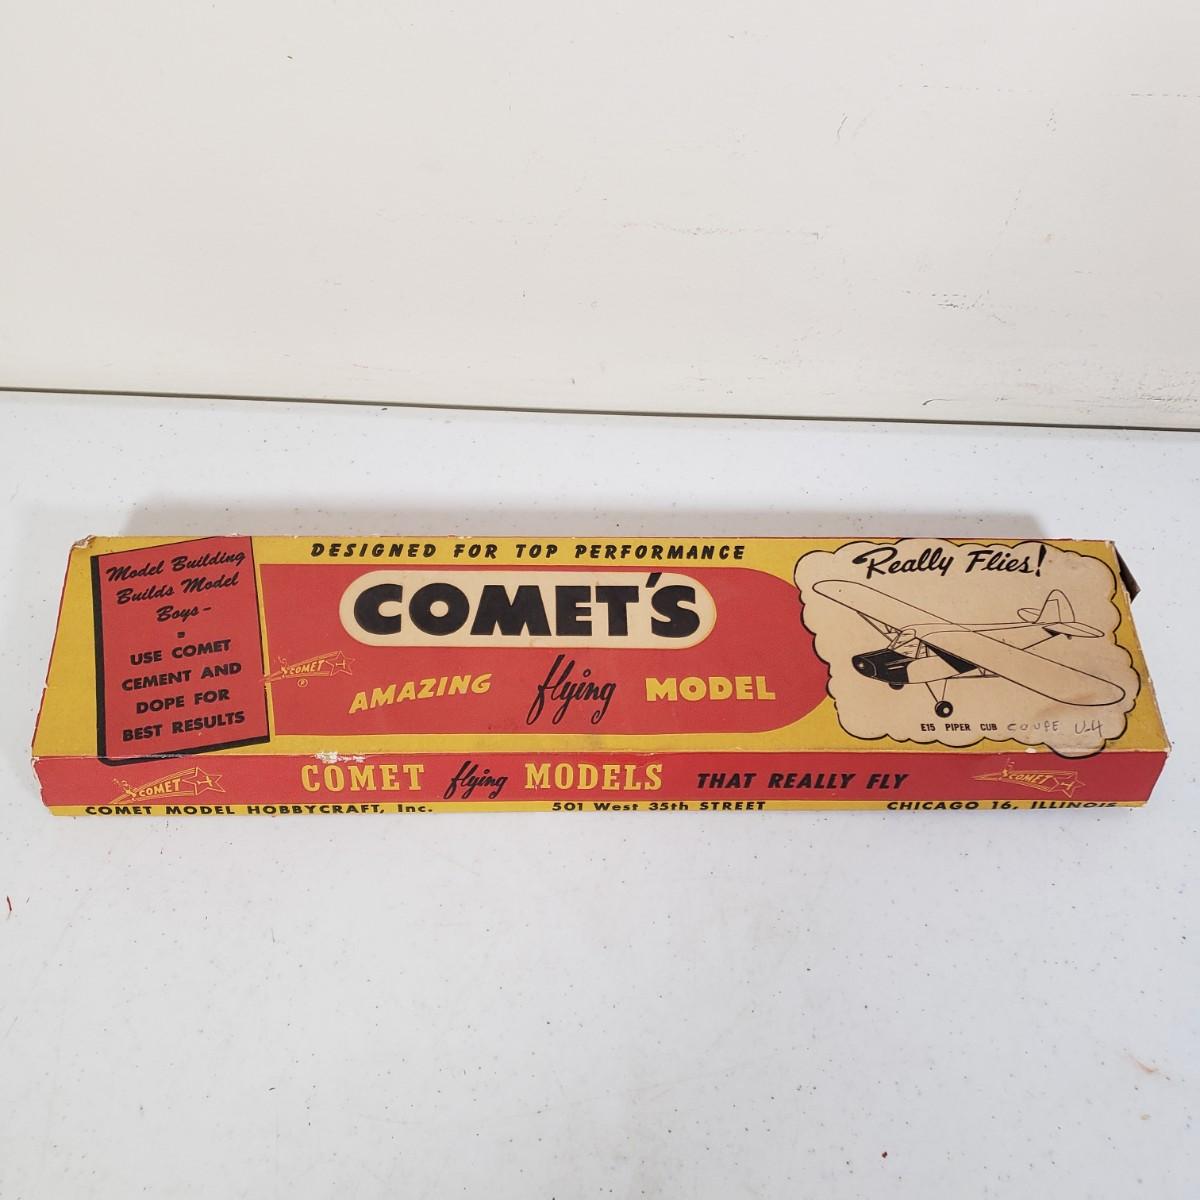 Model Building
Builds Model
Boys -
USE COMET
CEMENT AND
DOPE FOR
BEST RESULTS
DESIGNED FOR TOP PERFORMANCE
COMET'S
COMET
®
AMAZING flying MODEL
Really Flies!
E15 PIPER CUB COUPE U-4
COMET
COMET flying MODELS THAT REALLY FLY
COMET
COMET MODEL HOBBYCRAFT, Inc. 501 West 35th STREET CHICAGO 16, ILLINOIS